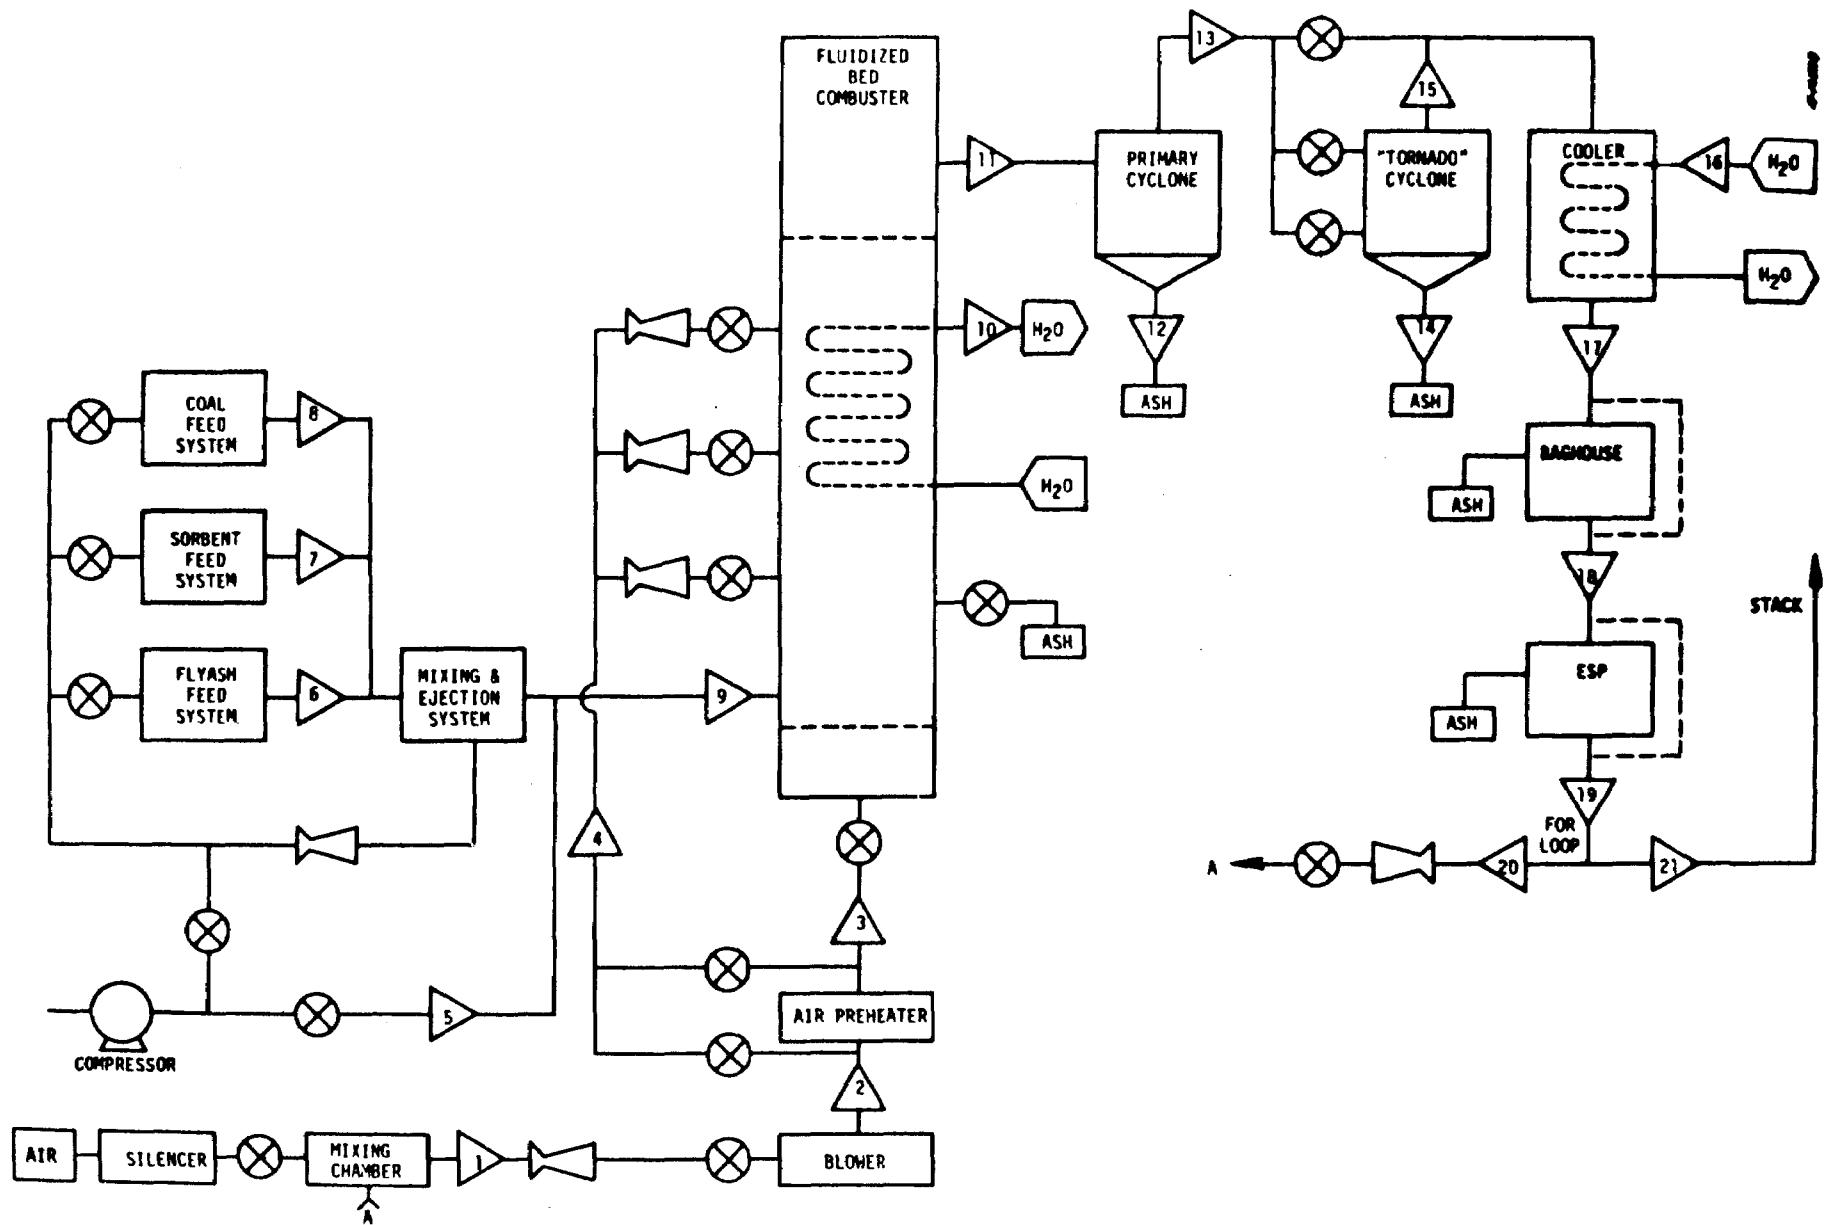 FLUIDIZED
BED
COMBUSTER
13
15
11
PRIMARY
CYCLONE
"TORNADO"
CYCLONE
COOLER
16
H2O
H2O
10
H2O
12
14
17
ASH
ASH
COAL
FEED
SYSTEM
8
BAGHOUSE
ASH
H2O
SORBENT
FEED
SYSTEM
7
18
STACK
ASH
FLYASH
FEED
SYSTEM
6
MIXING &
EJECTION
SYSTEM
9
ESP
ASH
19
FOR
LOOP
4
A
20
21
3
COMPRESSOR
5
AIR PREHEATER
2
AIR
SILENCER
MIXING
CHAMBER
A
1
BLOWER